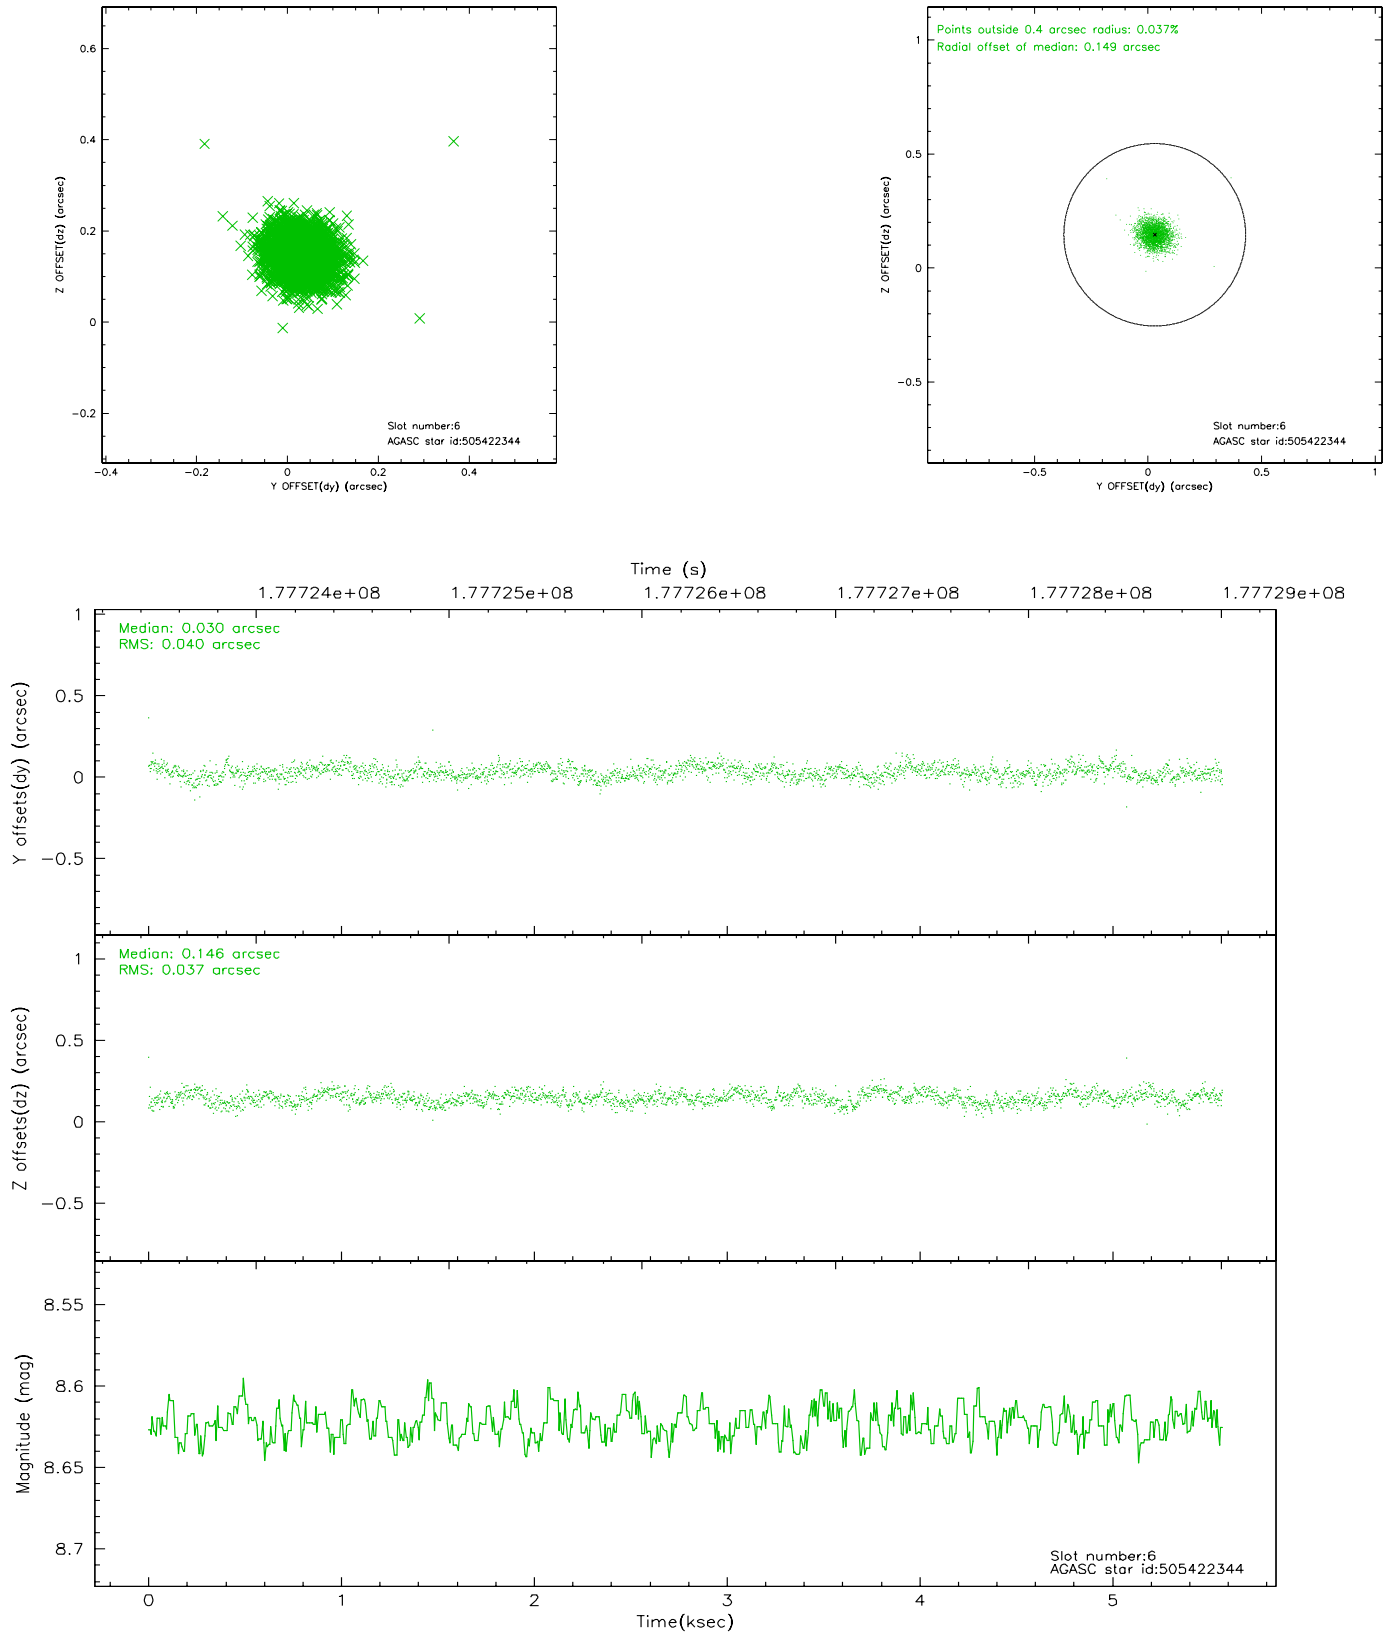 0.6
0.4
0.2
0
−0.2
Z OFFSET(dz) (arcsec)
−0.4
−0.2
0
0.2
0.4
Y OFFSET(dy) (arcsec)
Slot number:6
AGASC star id:505422344
Points outside 0.4 arcsec radius: 0.037%
Radial offset of median: 0.149 arcsec
1
0.5
0
−0.5
Z OFFSET(dz) (arcsec)
−0.5
0
0.5
1
Y OFFSET(dy) (arcsec)
Slot number:6
AGASC star id:505422344
Time (s)
1.77724e+08
1.77725e+08
1.77726e+08
1.77727e+08
1.77728e+08
1.77729e+08
Median: 0.030 arcsec
RMS: 0.040 arcsec
1
0.5
0
−0.5
Y offsets(dy) (arcsec)
Median: 0.146 arcsec
RMS: 0.037 arcsec
1
0.5
0
−0.5
Z offsets(dz) (arcsec)
8.55
8.6
8.65
8.7
Magnitude (mag)
Slot number:6
AGASC star id:505422344
0
1
2
3
4
5
Time(ksec)